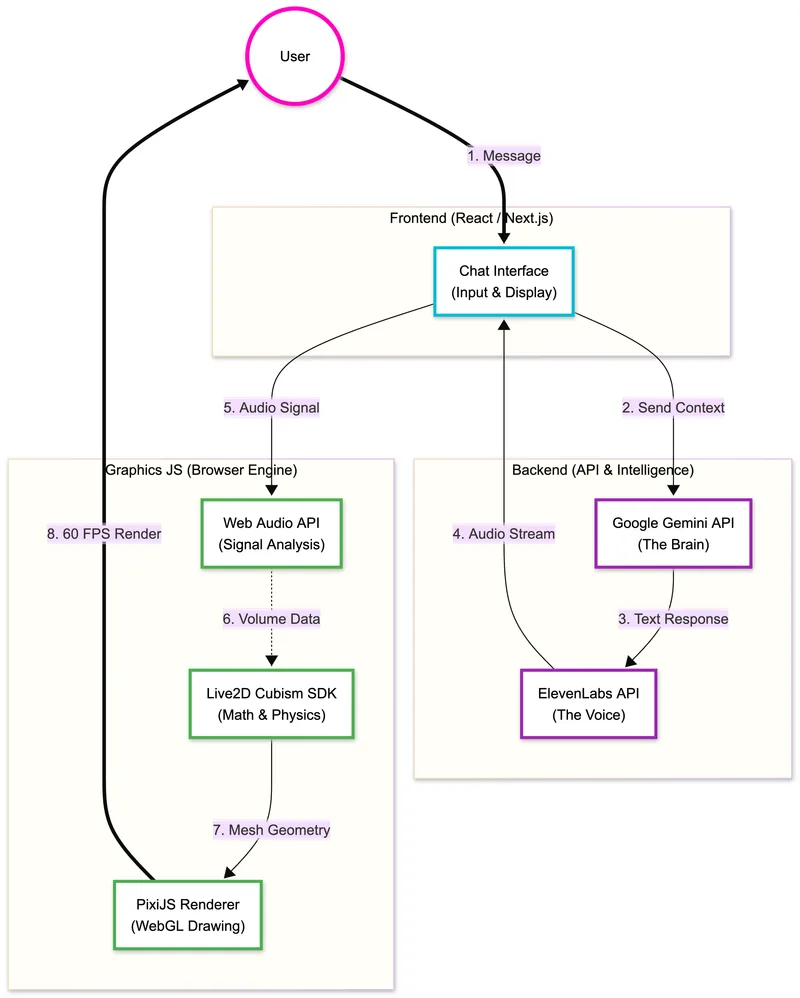 User
1. Message
Frontend (React / Next.js)
Chat Interface
(Input & Display)
5. Audio Signal
2. Send Context
Graphics JS (Browser Engine)
Backend (API & Intelligence)
Web Audio API
(Signal Analysis)
Google Gemini API
(The Brain)
8. 60 FPS Render
4. Audio Stream
6. Volume Data
3. Text Response
Live2D Cubism SDK
(Math & Physics)
ElevenLabs API
(The Voice)
7. Mesh Geometry
PixiJS Renderer
(WebGL Drawing)